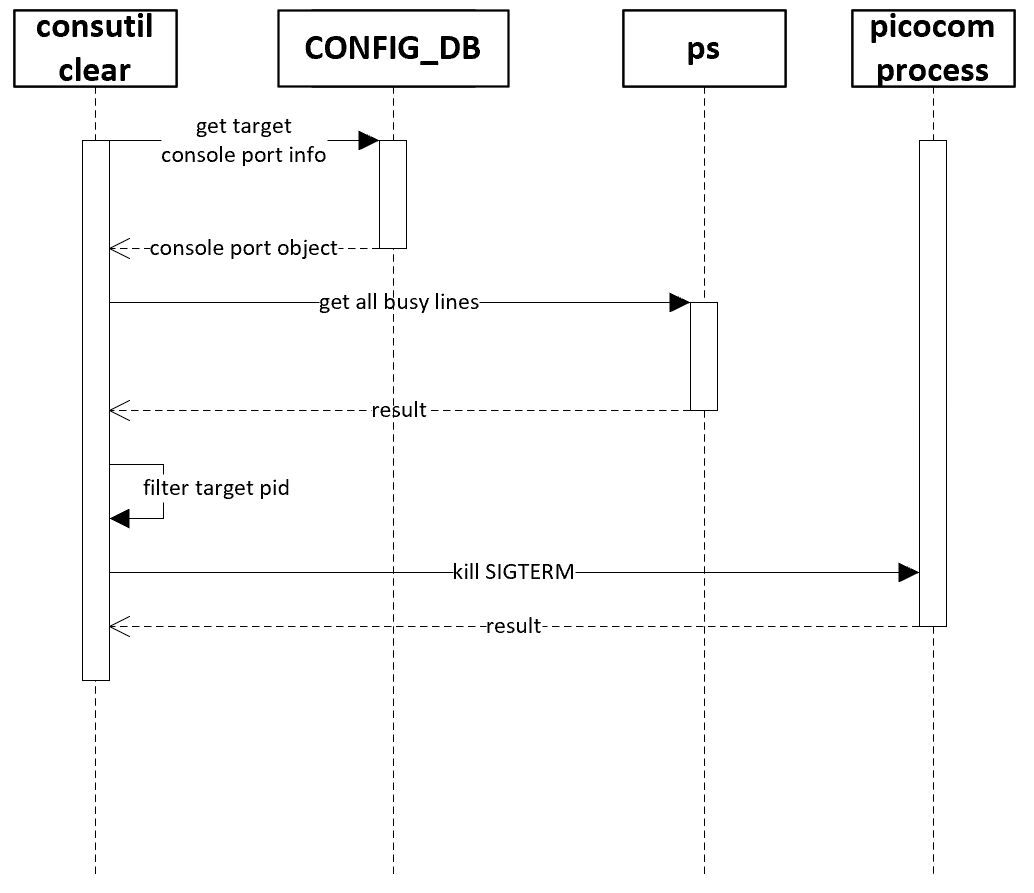 consutil
clear
CONFIG_DB
ps
picocom
process
get target
console port info
console port object
get all busy lines
result
filter target pid
kill SIGTERM
result